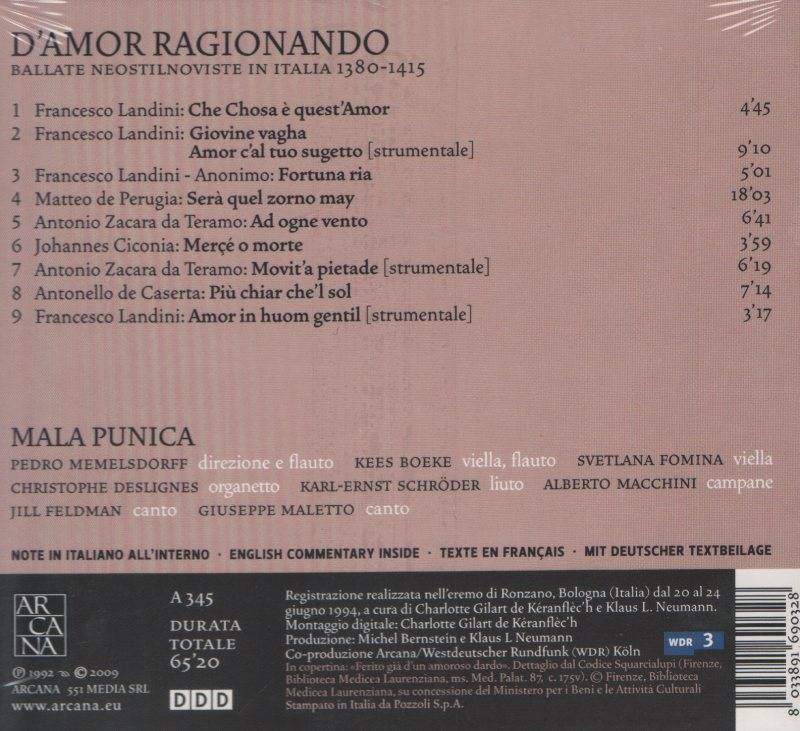 D'AMOR RAGIONANDO
BALLATE NEOSTILNOVISTE IN ITALIA 1380-1415
1 Francesco Landini: Che Chosa è quest'Amor 4'45
2 Francesco Landini: Giovine vagha
Amor c'al tuo sugetto [strumentale] 9'10
3 Francesco Landini - Anonimo: Fortuna ria 5'01
4 Matteo de Perugia: Serà quel zorno may 18'03
5 Antonio Zacara da Teramo: Ad ogne vento 6'41
6 Johannes Ciconia: Merçé o morte 3'59
7 Antonio Zacara da Teramo: Movit'a pietade [strumentale] 6'19
8 Antonello de Caserta: Più chiar che'l sol 7'14
9 Francesco Landini: Amor in huom gentil [strumentale] 3'17
MALA PUNICA
PEDRO MEMELSDORFF direzione e flauto KEES BOEKE viella, flauto SVETLANA FOMINA viella
CHRISTOPHE DESLIGNES organetto KARL-ERNST SCHRÖDER liuto ALBERTO MACCHINI campane
JILL FELDMAN canto GIUSEPPE MALETTO canto
NOTE IN ITALIANO ALL'INTERNO · ENGLISH COMMENTARY INSIDE · TEXTE EN FRANÇAIS · MIT DEUTSCHER TEXTBEILAGE
AR
CA
NA
℗ 1992 © 2009
ARCANA 551 MEDIA SRL
www.arcana.eu
A 345
DURATA
TOTALE
65'20
DDD
Registrazione realizzata nell'eremo di Ronzano, Bologna (Italia) dal 20 al 24
giugno 1994, a cura di Charlotte Gilart de Kéranflèc'h e Klaus L. Neumann.
Montaggio digitale: Charlotte Gilart de Kéranflèc'h
Produzione: Michel Bernstein e Klaus L Neumann
Co-produzione Arcana/Westdeutscher Rundfunk (WDR) Köln
In copertina: «Ferito già d'un amoroso dardo». Dettaglio dal Codice Squarcialupi (Firenze,
Biblioteca Medicea Laurenziana, ms. Med. Palat. 87, c. 175v). © Firenze, Biblioteca
Medicea Laurenziana, su concessione del Ministero per i Beni e le Attività Culturali
Stampato in Italia da Pozzoli S.p.A.
WDR 3
8 033891 690328